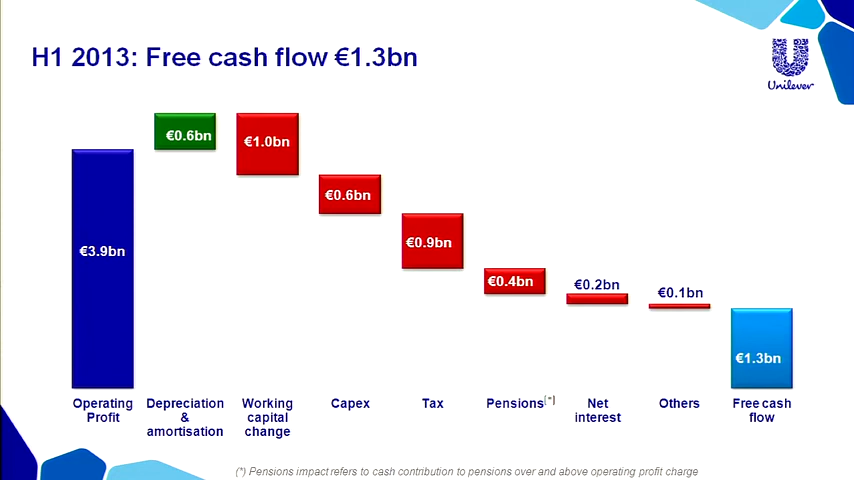 H1 2013: Free cash flow €1.3bn
Unilever
€3.9bn
€0.6bn
€1.0bn
€0.6bn
€0.9bn
€0.4bn
€0.2bn
€0.1bn
€1.3bn
Operating
Profit
Depreciation
&
amortisation
Working
capital
change
Capex
Tax
Pensions(*)
Net
interest
Others
Free cash
flow
(*) Pensions impact refers to cash contribution to pensions over and above operating profit charge